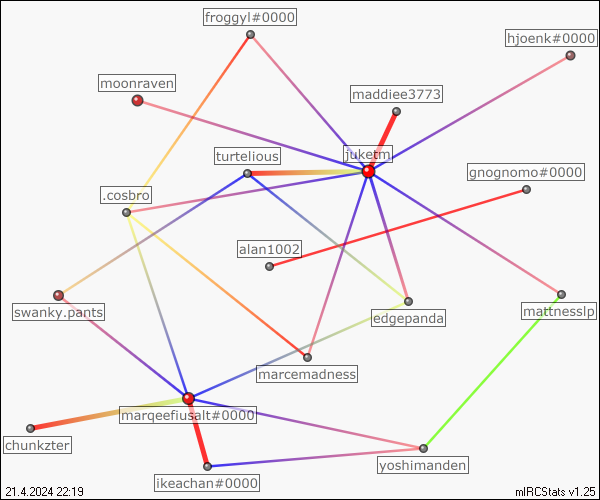 froggyl#0000
hjoenk#0000
moonraven
maddiee3773
turtelious
juketm
gnognomo#0000
.cosbro
alan1002
swanky.pants
edgepanda
mattnesslp
marcemadness
marqeefiusalt#0000
chunkzter
yoshimanden
ikeachan#0000
21.4.2024 22:19
mIRCStats v1.25